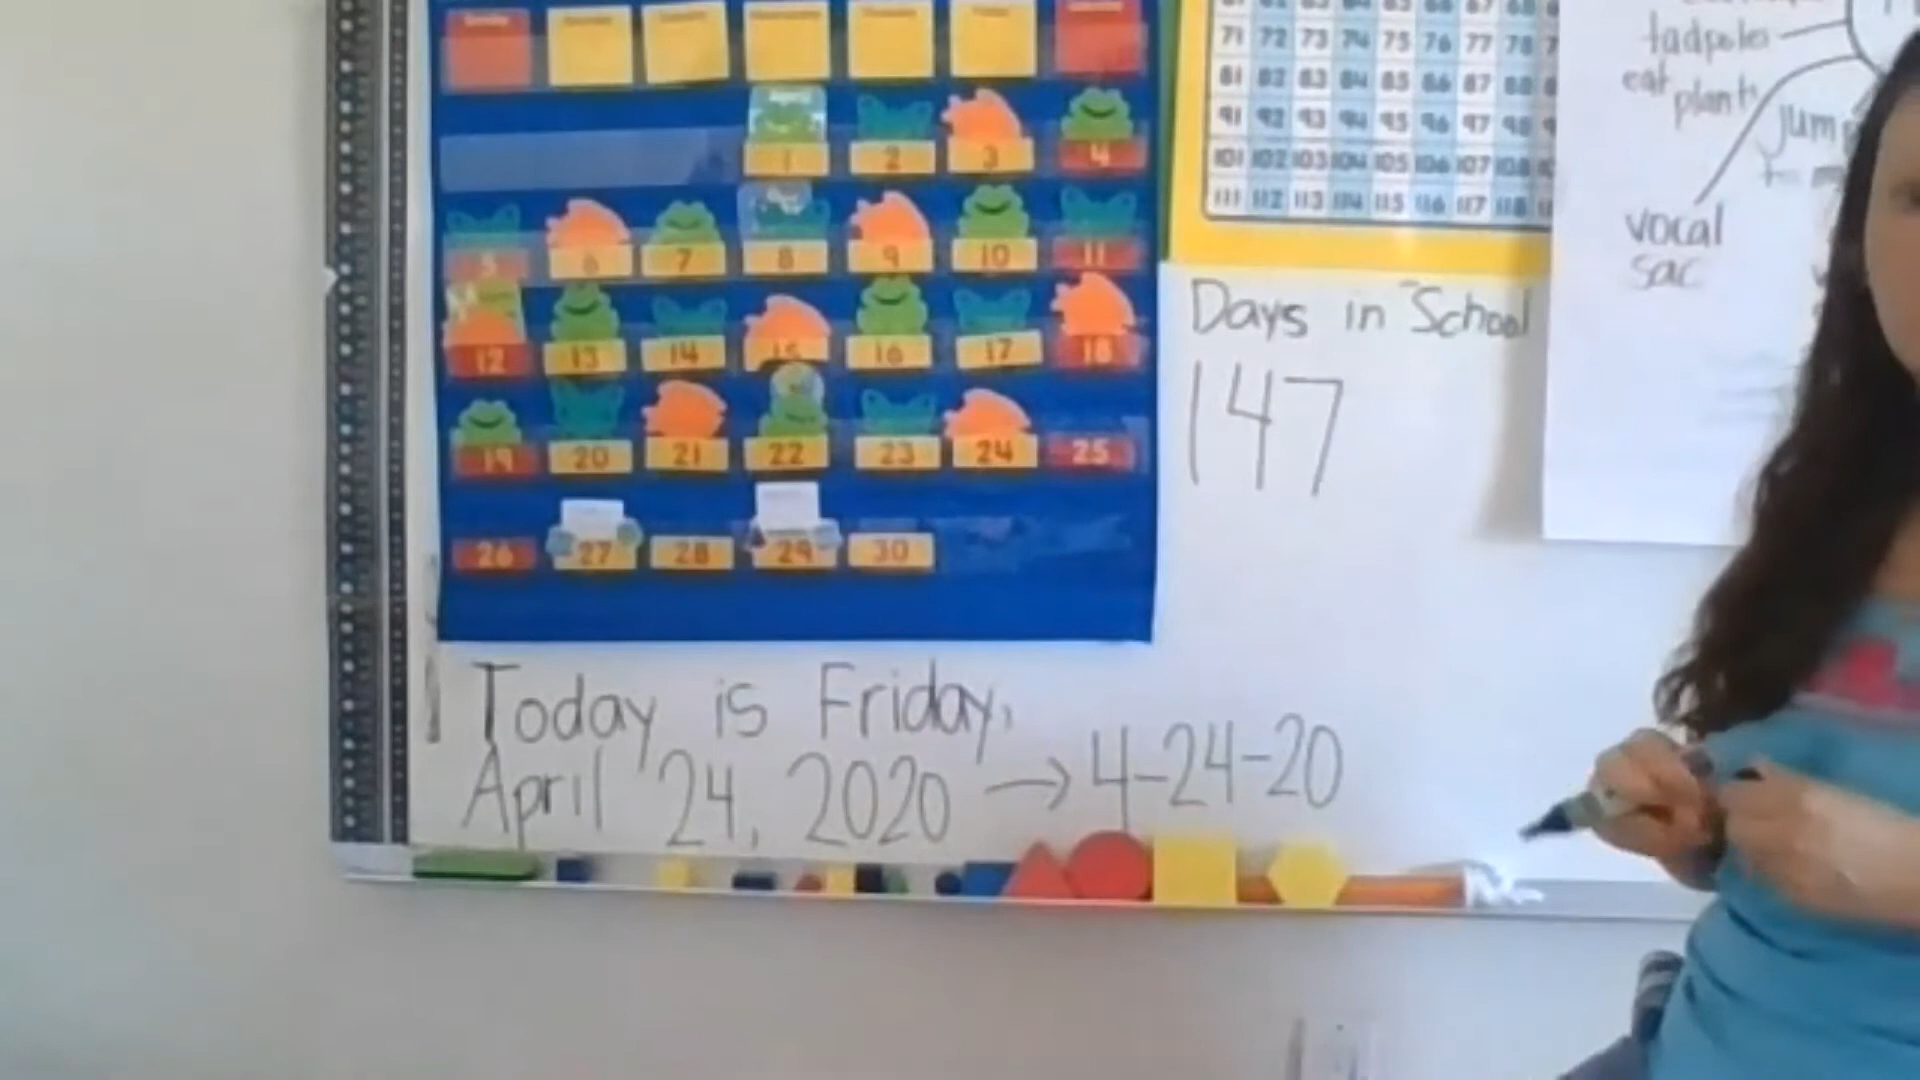 71 72 73 74 75 76 77 78
81 82 83 84 85 86 87 88
91 92 93 94 95 96 97 98
101 102 103 104 105 106 107 108
111 112 113 114 115 116 117 118
tadpoles
eat plants
jump
vocal
sac
1 2 3 4
5 6 7 8 9 10 11
12 13 14 15 16 17 18
19 20 21 22 23 24 25
26 27 28 29 30
Days in School
147
Today is Friday,
April 24, 2020 → 4-24-20